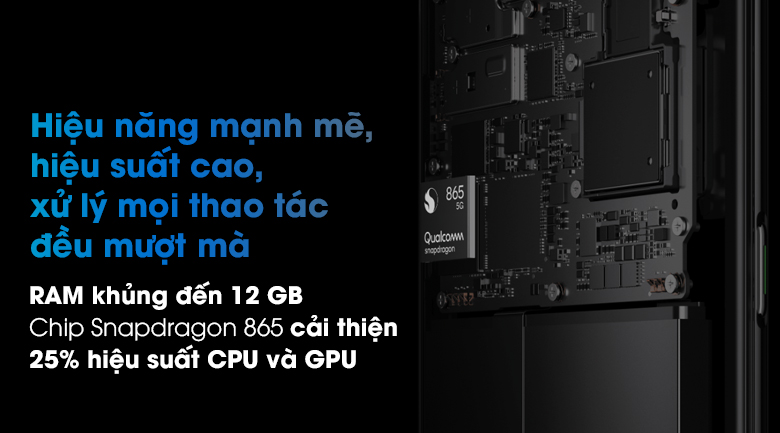 Hiệu năng mạnh mẽ,
hiệu suất cao,
xử lý mọi thao tác
đều mượt mà
RAM khủng đến 12 GB
Chip Snapdragon 865 cải thiện
25% hiệu suất CPU và GPU
865
5G
Qualcomm
snapdragon